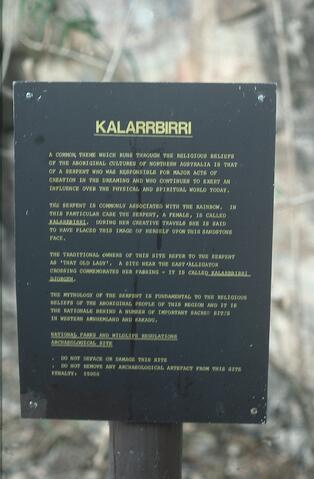 KALARRBIRRI
A COMMON THEME WHICH RUNS THROUGH THE RELIGIOUS BELIEFS
OF THE ABORIGINAL CULTURES OF NORTHERN AUSTRALIA IS THAT
OF A SERPENT WHO WAS RESPONSIBLE FOR MAJOR ACTS OF
CREATION IN THE DREAMING AND WHO CONTINUES TO EXERT AN
INFLUENCE OVER THE PHYSICAL AND SPIRITUAL WORLD TODAY.
THE SERPENT IS COMMONLY ASSOCIATED WITH THE RAINBOW. IN
THIS PARTICULAR CASE THE SERPENT, A FEMALE, IS CALLED
KALARRBIRRI. DURING HER CREATIVE TRAVELS SHE IS SAID
TO HAVE PLACED THIS IMAGE OF HERSELF UPON THIS SANDSTONE
FACE.
THE TRADITIONAL OWNERS OF THIS SITE REFER TO THE SERPENT
AS 'THAT OLD LADY'. A SITE NEAR THE EAST ALLIGATOR
CROSSING COMMEMORATES HER PASSING - IT IS CALLED KALARRBIRRI
DJORGEN.
THE MYTHOLOGY OF THE SERPENT IS FUNDAMENTAL TO THE RELIGIOUS
BELIEFS OF THE ABORIGINAL PEOPLE OF THIS REGION AND IT IS
THE RATIONALE BEHIND A NUMBER OF IMPORTANT SACRED SITES
IN WESTERN ARNHEMLAND AND KAKADU.
NATIONAL PARKS AND WILDLIFE REGULATIONS
ARCHAEOLOGICAL SITE
. DO NOT DEFACE OR DAMAGE THIS SITE
. DO NOT REMOVE ANY ARCHAEOLOGICAL ARTEFACT FROM THIS SITE
PENALTY: